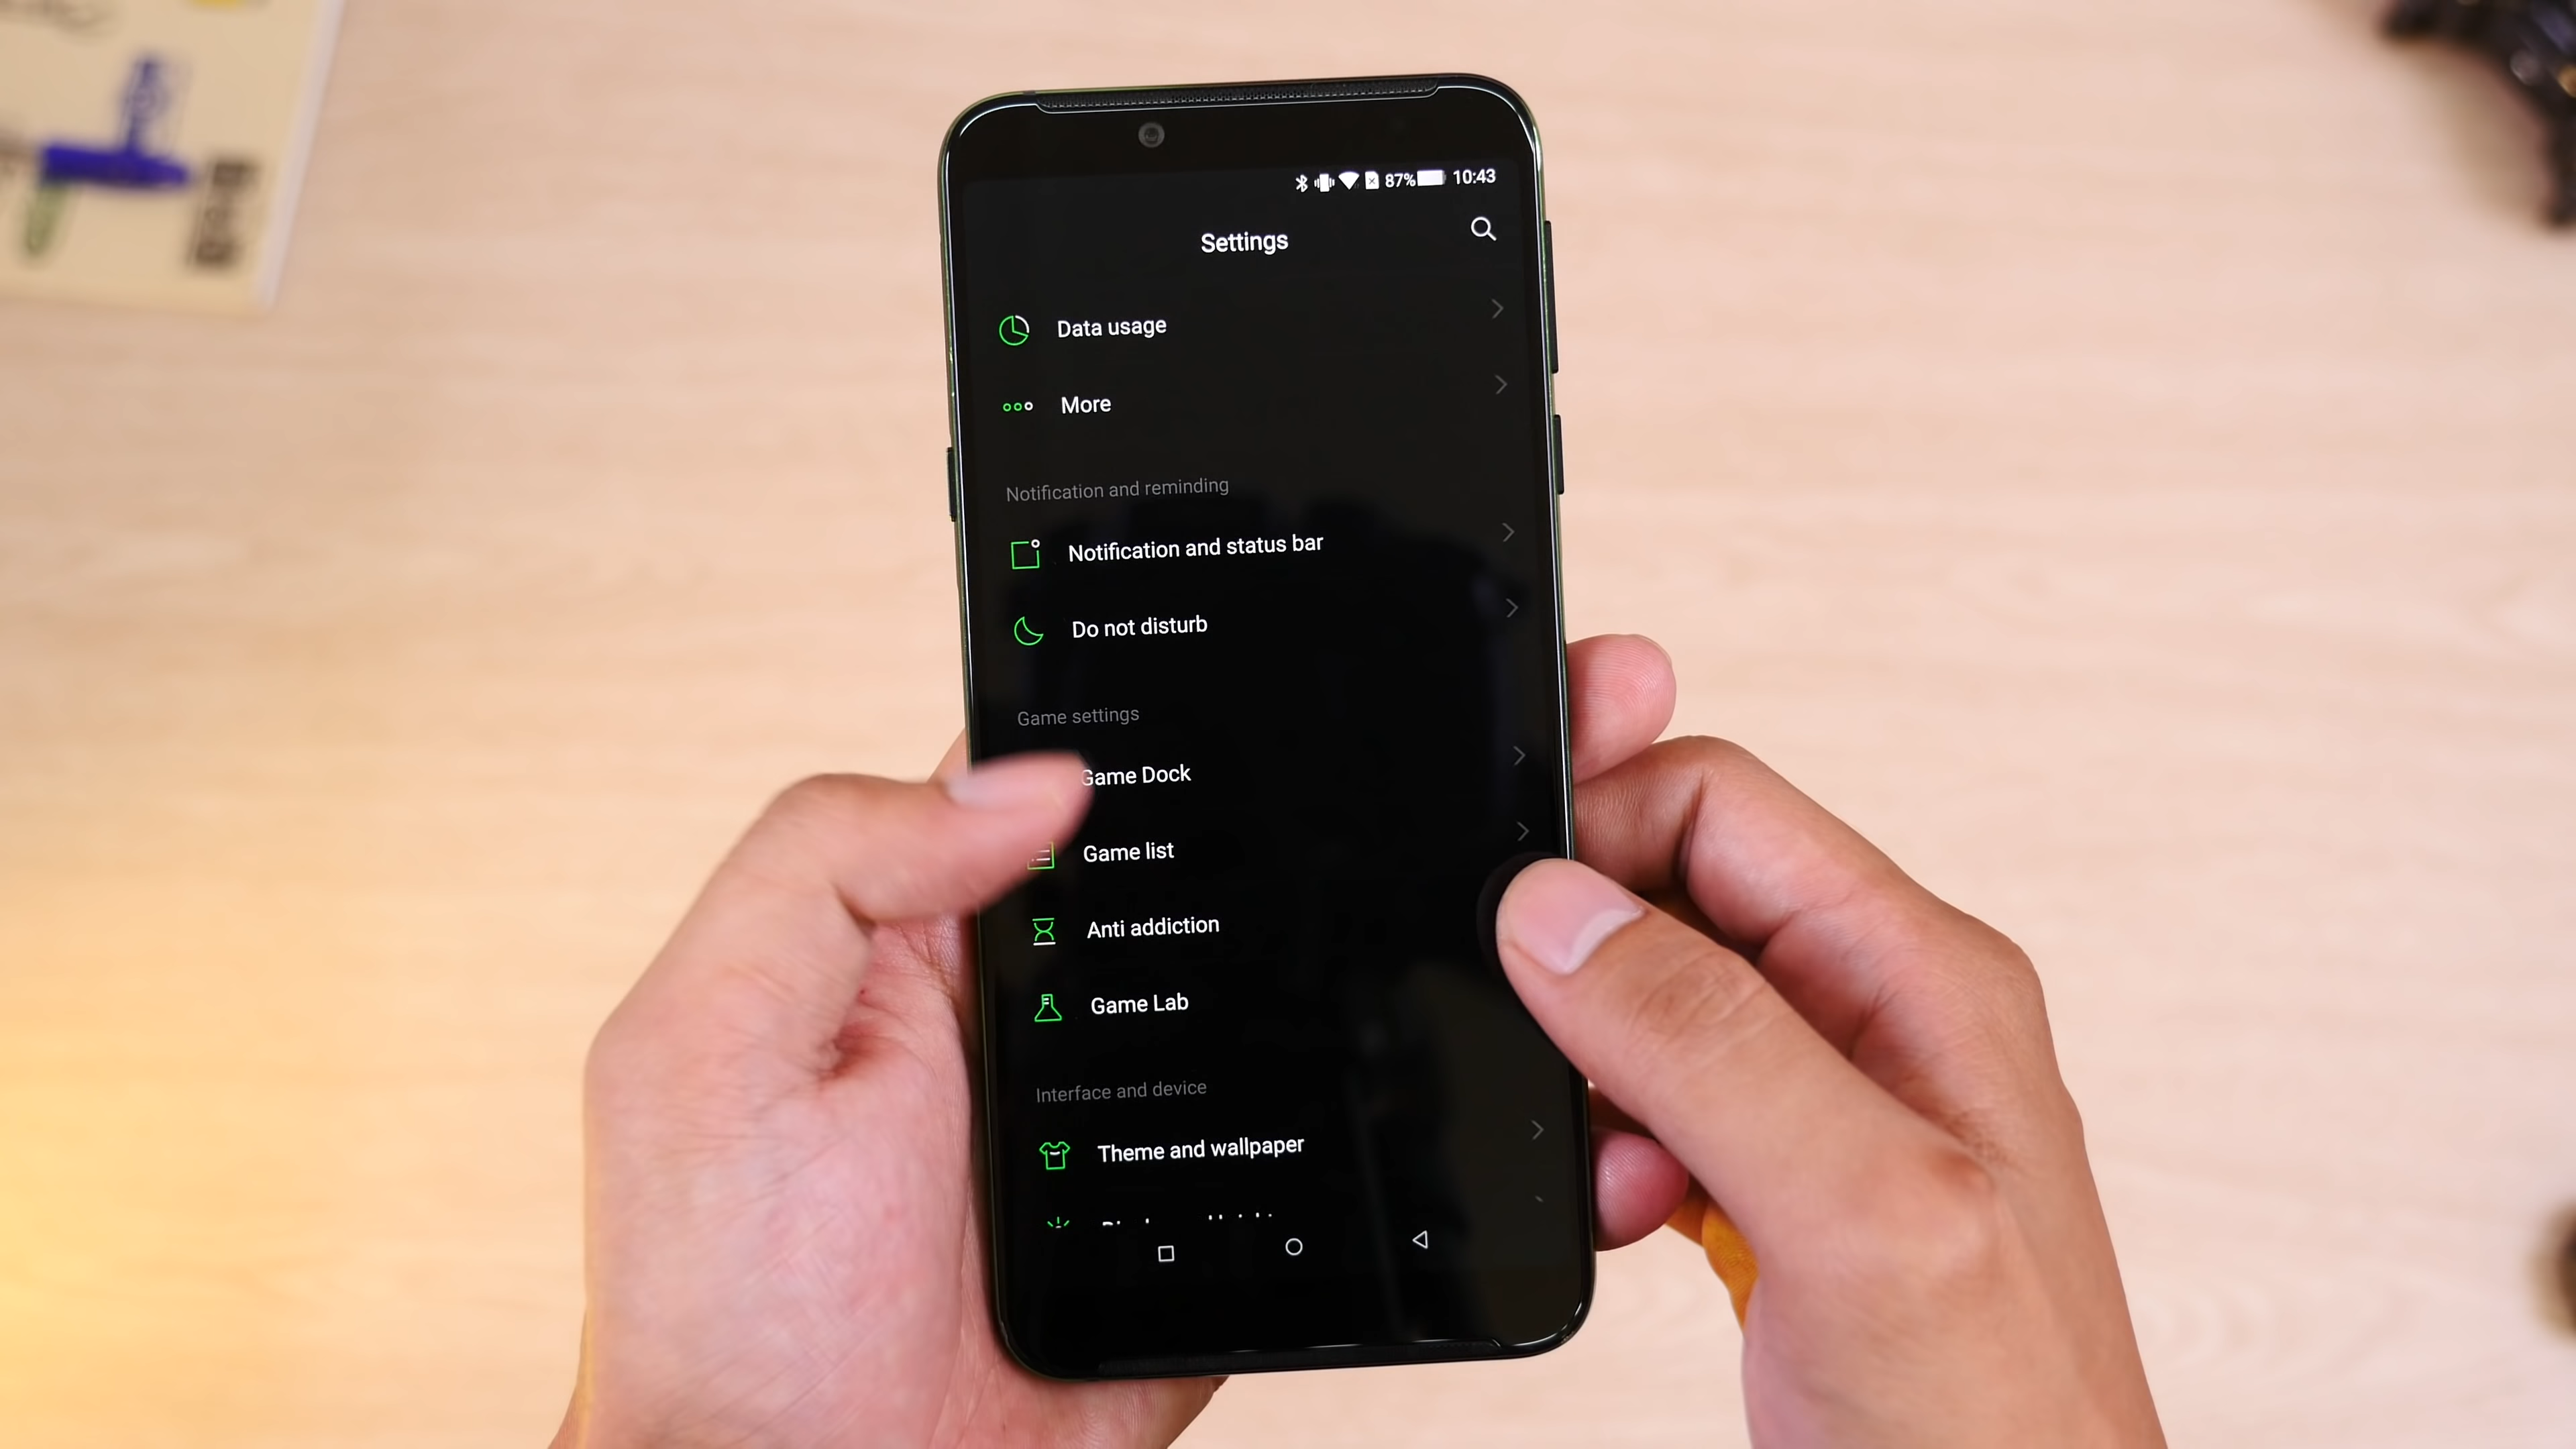 87% 10:43
Settings
Data usage
More
Notification and reminding
Notification and status bar
Do not disturb
Game settings
Game Dock
Game list
Anti addiction
Game Lab
Interface and device
Theme and wallpaper